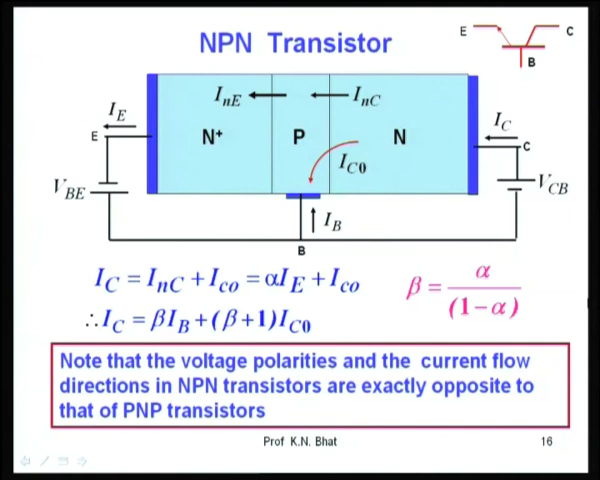 NPN Transistor
E
C
B
I_nE
I_nC
I_E
I_C
E
N⁺
P
N
C
I_C0
V_BE
V_CB
I_B
B
I_C = I_nC + I_co = αI_E + I_co
β = α / (1 − α)
∴I_C = βI_B + (β + 1)I_C0
Note that the voltage polarities and the current flow
directions in NPN transistors are exactly opposite to
that of PNP transistors
Prof K.N. Bhat
16